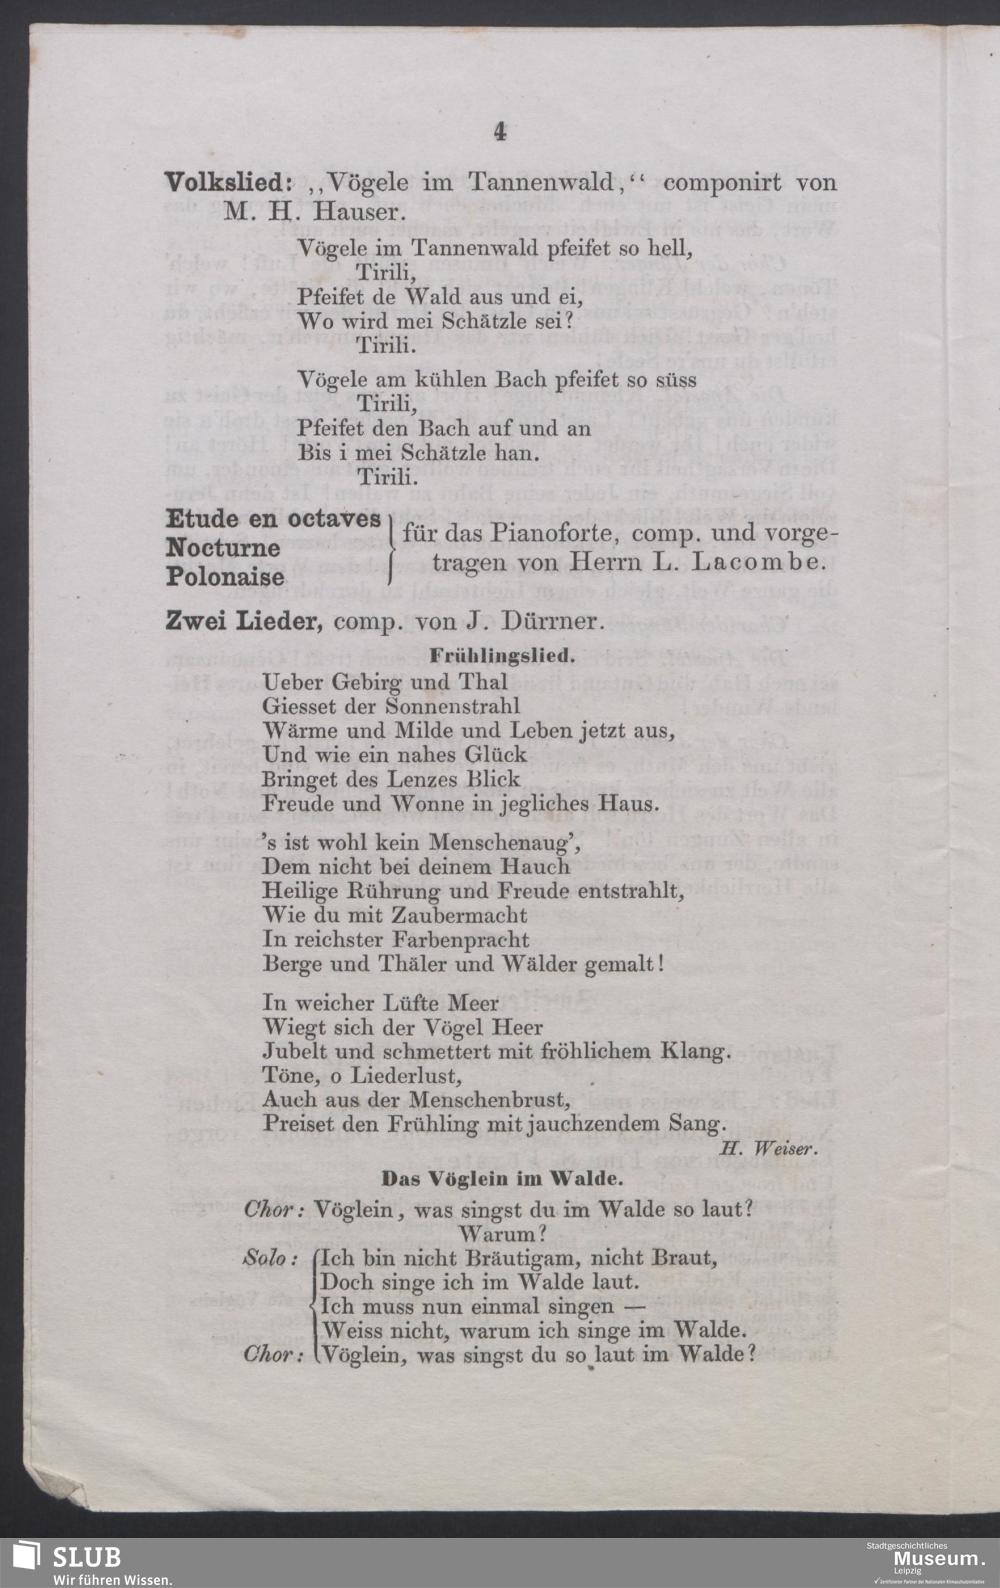 4
Volkslied: ,,Vögele im Tannenwald,‘‘ componirt von
M. H. Hauser.
Vögele im Tannenwald pfeifet so hell,
Tirili,
Pfeifet de Wald aus und ei,
Wo wird mei Schätzle sei?
Tirili.
Vögele am kühlen Bach pfeifet so süss
Tirili,
Pfeifet den Bach auf und an
Bis i mei Schätzle han.
Tirili.
Etude en octaves
Nocturne
Polonaise
für das Pianoforte, comp. und vorge-
tragen von Herrn L. Lacombe.
Zwei Lieder, comp. von J. Dürrner.
Frühlingslied.
Ueber Gebirg und Thal
Giesset der Sonnenstrahl
Wärme und Milde und Leben jetzt aus,
Und wie ein nahes Glück
Bringet des Lenzes Blick
Freude und Wonne in jegliches Haus.
’s ist wohl kein Menschenaug’,
Dem nicht bei deinem Hauch
Heilige Rührung und Freude entstrahlt,
Wie du mit Zaubermacht
In reichster Farbenpracht
Berge und Thäler und Wälder gemalt!
In weicher Lüfte Meer
Wiegt sich der Vögel Heer
Jubelt und schmettert mit fröhlichem Klang.
Töne, o Liederlust,
Auch aus der Menschenbrust,
Preiset den Frühling mit jauchzendem Sang.
H. Weiser.
Das Vöglein im Walde.
Chor: Vöglein, was singst du im Walde so laut?
Warum?
Solo: Ich bin nicht Bräutigam, nicht Braut,
Doch singe ich im Walde laut.
Ich muss nun einmal singen —
Weiss nicht, warum ich singe im Walde.
Chor: Vöglein, was singst du so laut im Walde?
SLUB
Wir führen Wissen.
Stadtgeschichtliches
Museum.
Leipzig
Zertifizierter Partner der Nationalen Klimaschutzinitiative